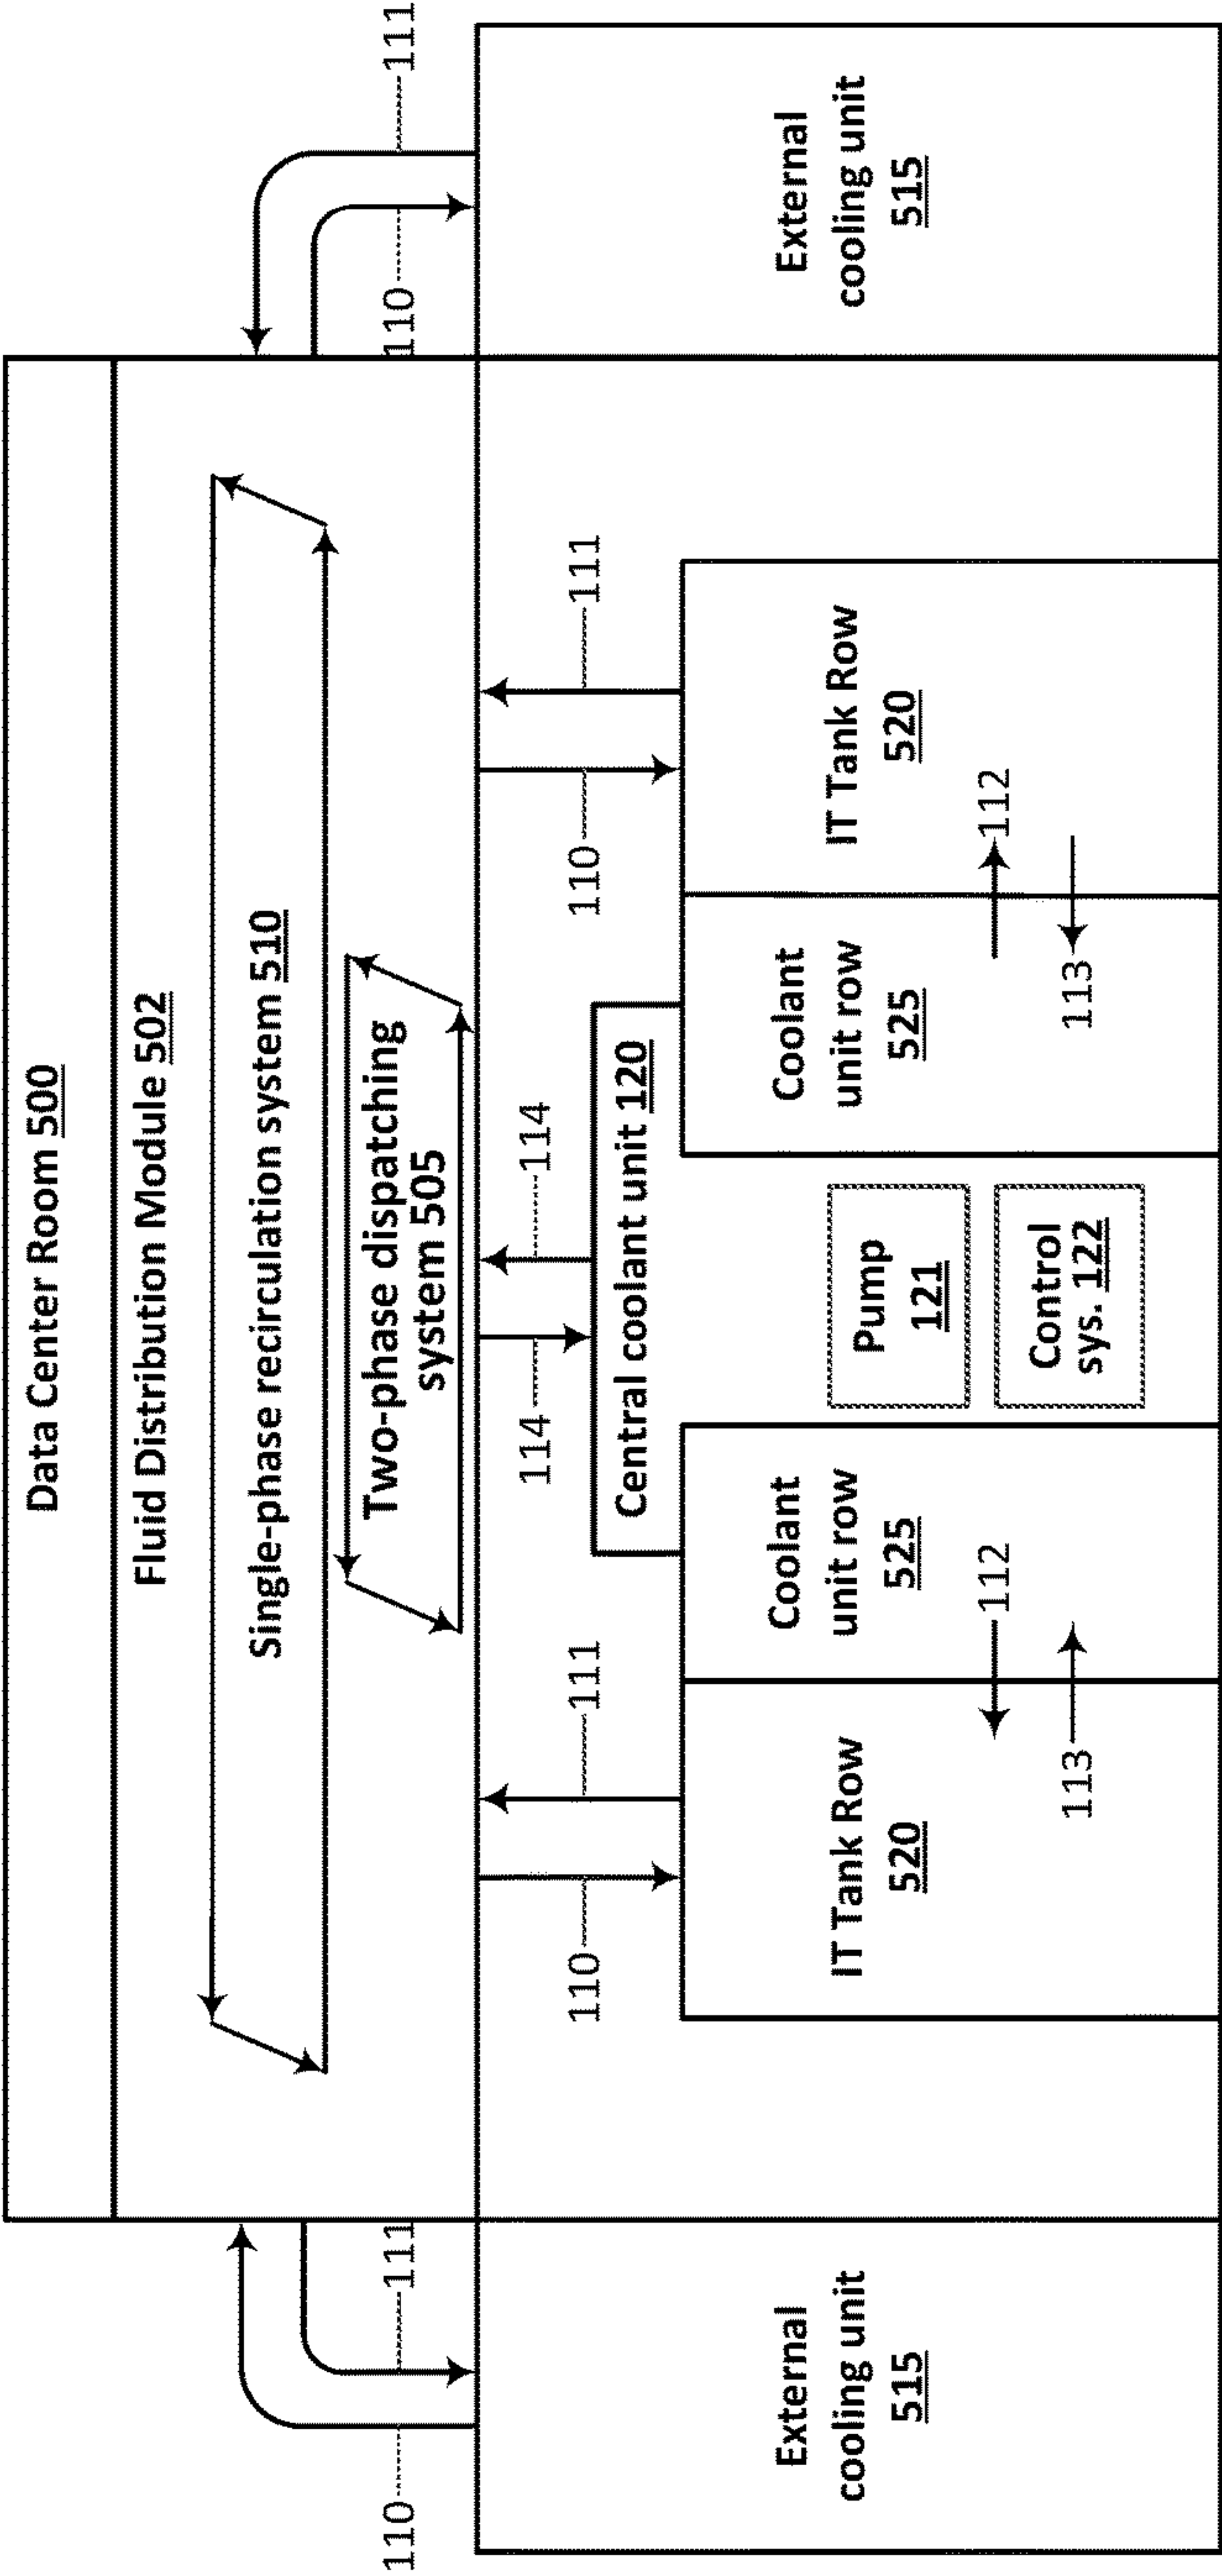 Data Center Room 500
Fluid Distribution Module 502
Single-phase recirculation system 510
Two-phase dispatching
system 505
110
111
110
111
110
111
114
114
110
111
Central coolant unit 120
External
cooling unit
515
IT Tank Row
520
Coolant
unit row
525
112
113
Pump
121
Control
sys. 122
Coolant
unit row
525
IT Tank Row
520
112
113
External
cooling unit
515